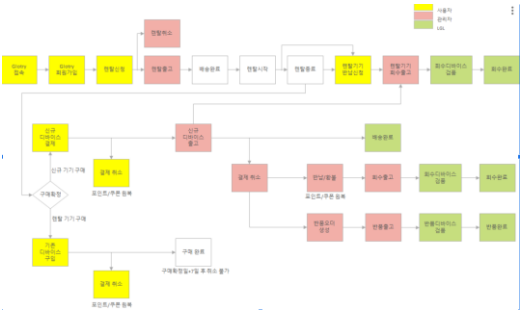 사용자
관리자
LGL
렌탈취소
Givery
접속
Givery
회원가입
렌탈신청
렌탈출고
배송완료
렌탈시작
렌탈종료
렌탈기기
반납신청
렌탈기기
회수출고
회수디바이스
검품
회수완료
신규
디바이스
결제
신규
디바이스
출고
배송완료
신규 기기 구매
결제 취소
포인트/쿠폰 원복
결제 취소
반납/환불
포인트/쿠폰 원복
회수출고
회수디바이스
검품
회수완료
구매확정
렌탈 기기 구매
기존
디바이스
구입
구매 완료
구매확정일+7일 후 취소 불가
반품요타
생성
반품출고
반품디바이스
검품
반품완료
결제 취소
포인트/쿠폰 원복